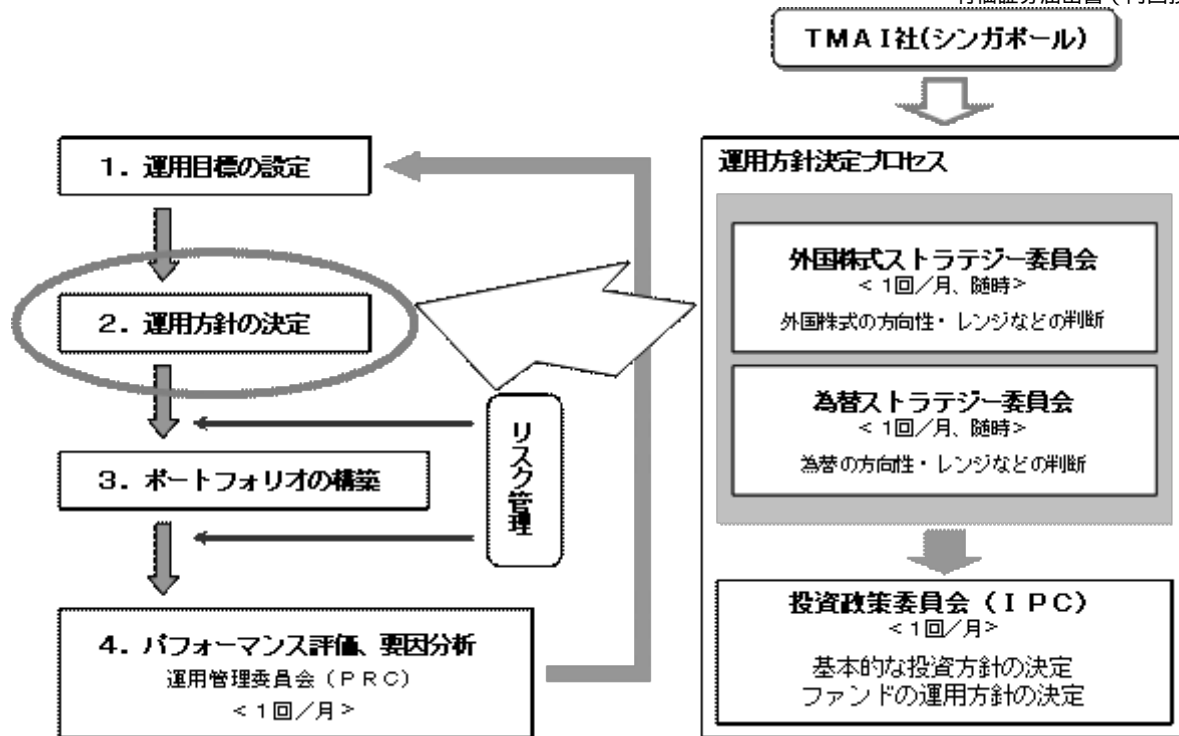 TMAI社(シンガポール)
1. 運用目標の設定
2. 運用方針の決定
リスク管理
3. ポートフォリオの構築
4. パフォーマンス評価、要因分析
運用管理委員会(PRC)
<1回/月>
運用方針決定プロセス
外国株式ストラテジー委員会
<1回/月、随時>
外国株式の方向性・レンジなどの判断
為替ストラテジー委員会
<1回/月、随時>
為替の方向性・レンジなどの判断
投資政策委員会(IPC)
<1回/月>
基本的な投資方針の決定
ファンドの運用方針の決定